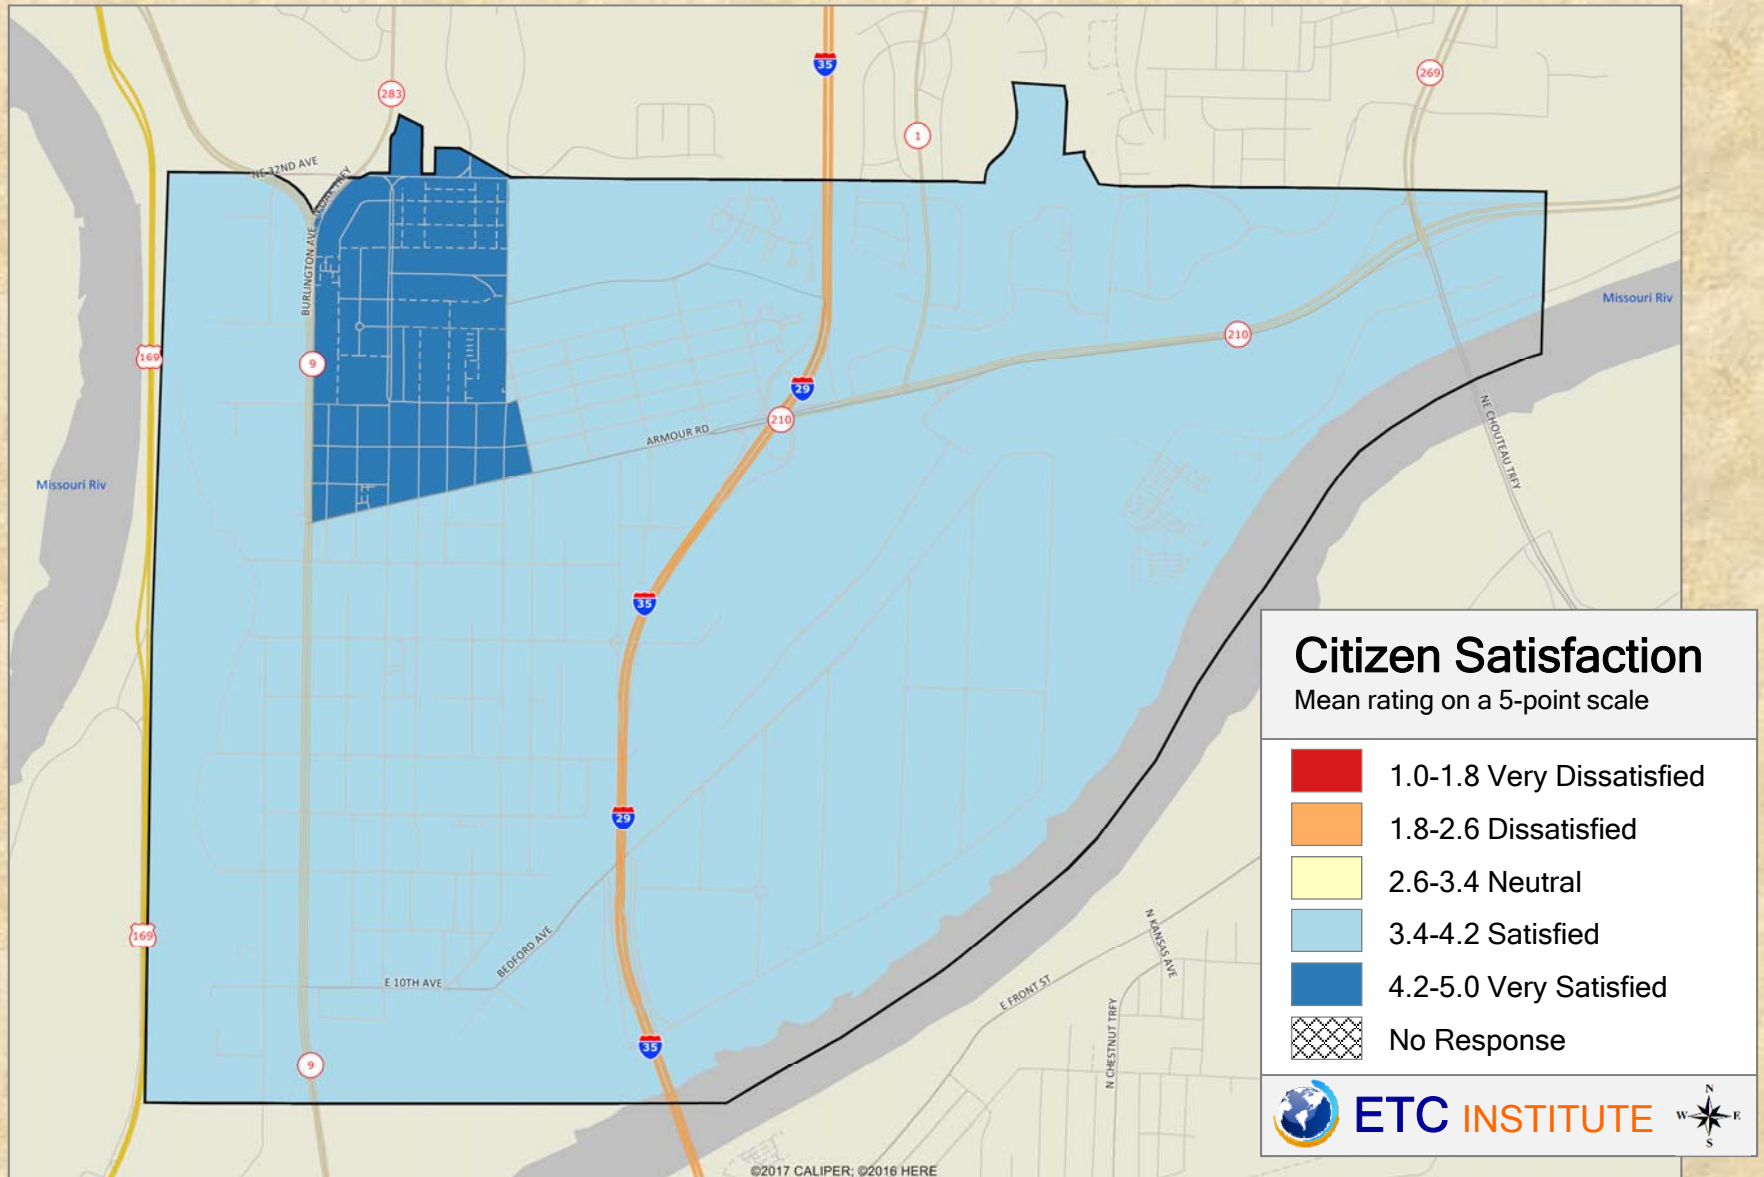 35
269
283
1
NE 32ND AVE
N OAK TRFY
BURLINGTON AVE
Missouri Riv
210
169
9
29
210
ARMOUR RD
NE CHOUTEAU TRFY
Missouri Riv
35
29
169
BEDFORD AVE
E 10TH AVE
N KANSAS AVE
E FRONT ST
N CHESTNUT TRFY
35
9
©2017 CALIPER; ©2016 HERE
Citizen Satisfaction
Mean rating on a 5-point scale
1.0-1.8 Very Dissatisfied
1.8-2.6 Dissatisfied
2.6-3.4 Neutral
3.4-4.2 Satisfied
4.2-5.0 Very Satisfied
No Response
ETC INSTITUTE
N
W E
S